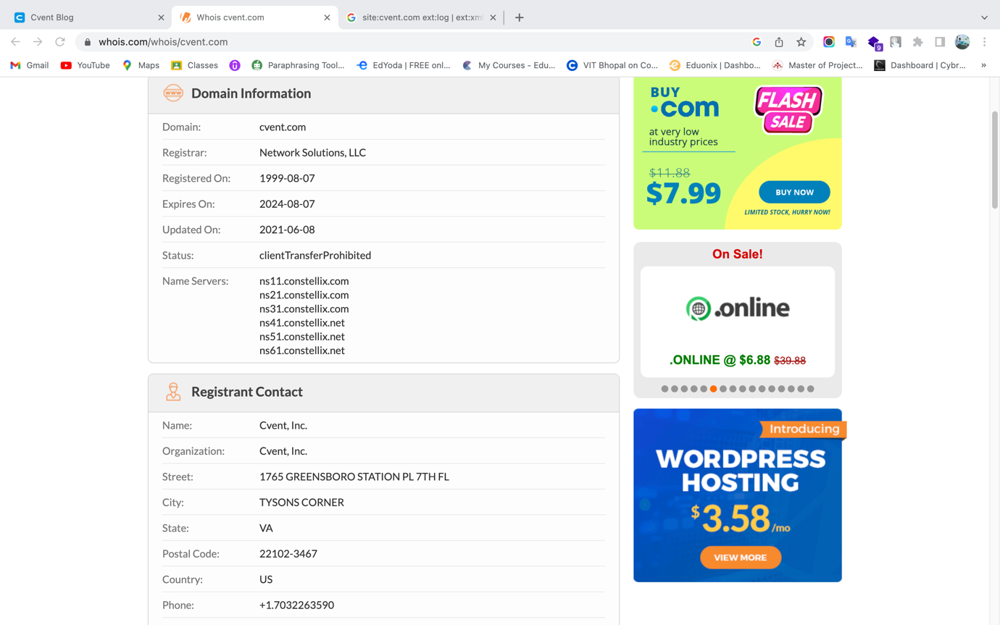 Cvent Blog
Whois cvent.com
site:cvent.com ext:log | ext:xml
whois.com/whois/cvent.com
9
Gmail
YouTube
Maps
Classes
Paraphrasing Tool...
EdYoda | FREE onl...
My Courses - Edu...
VIT Bhopal on Co...
Eduonix | Dashbo...
Master of Project...
Dashboard | Cybr...
»
www
Domain Information
Domain: cvent.com
Registrar: Network Solutions, LLC
Registered On: 1999-08-07
Expires On: 2024-08-07
Updated On: 2021-06-08
Status: clientTransferProhibited
Name Servers: ns11.constellix.com
ns21.constellix.com
ns31.constellix.com
ns41.constellix.net
ns51.constellix.net
ns61.constellix.net
Registrant Contact
Name: Cvent, Inc.
Organization: Cvent, Inc.
Street: 1765 GREENSBORO STATION PL 7TH FL
City: TYSONS CORNER
State: VA
Postal Code: 22102-3467
Country: US
Phone: +1.7032263590
BUY
.com
FLASH
SALE
at very low
industry prices
$11.88
$7.99
BUY NOW
LIMITED STOCK, HURRY NOW!
On Sale!
.online
.ONLINE @ $6.88 $39.88
Introducing
WORDPRESS
HOSTING
$3.58/mo
VIEW MORE